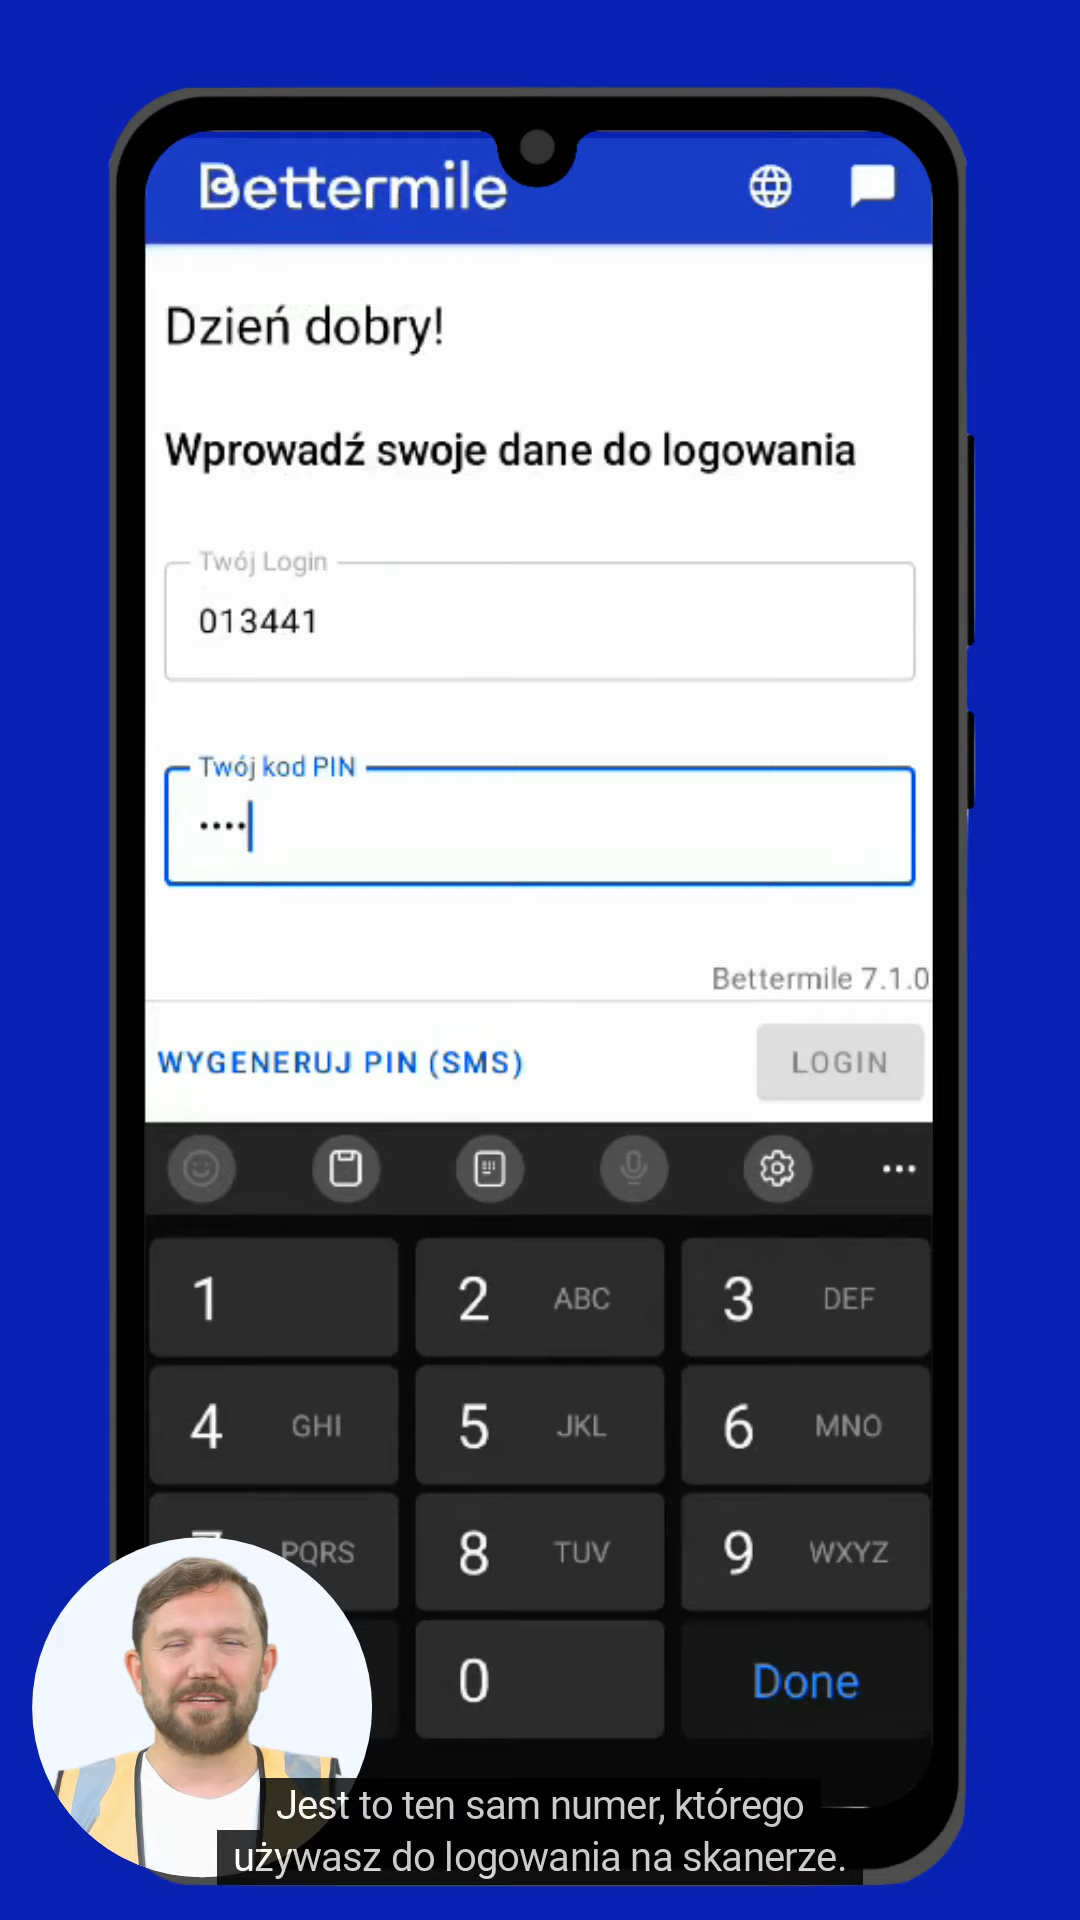 Bettermile
Dzień dobry!
Wprowadź swoje dane do logowania
Twój Login
013441
Twój kod PIN
••••
Bettermile 7.1.0
WYGENERUJ PIN (SMS)
LOGIN
1
2 ABC
3 DEF
4 GHI
5 JKL
6 MNO
PQRS
8 TUV
9 WXYZ
0
Done
Jest to ten sam numer, którego
używasz do logowania na skanerze.